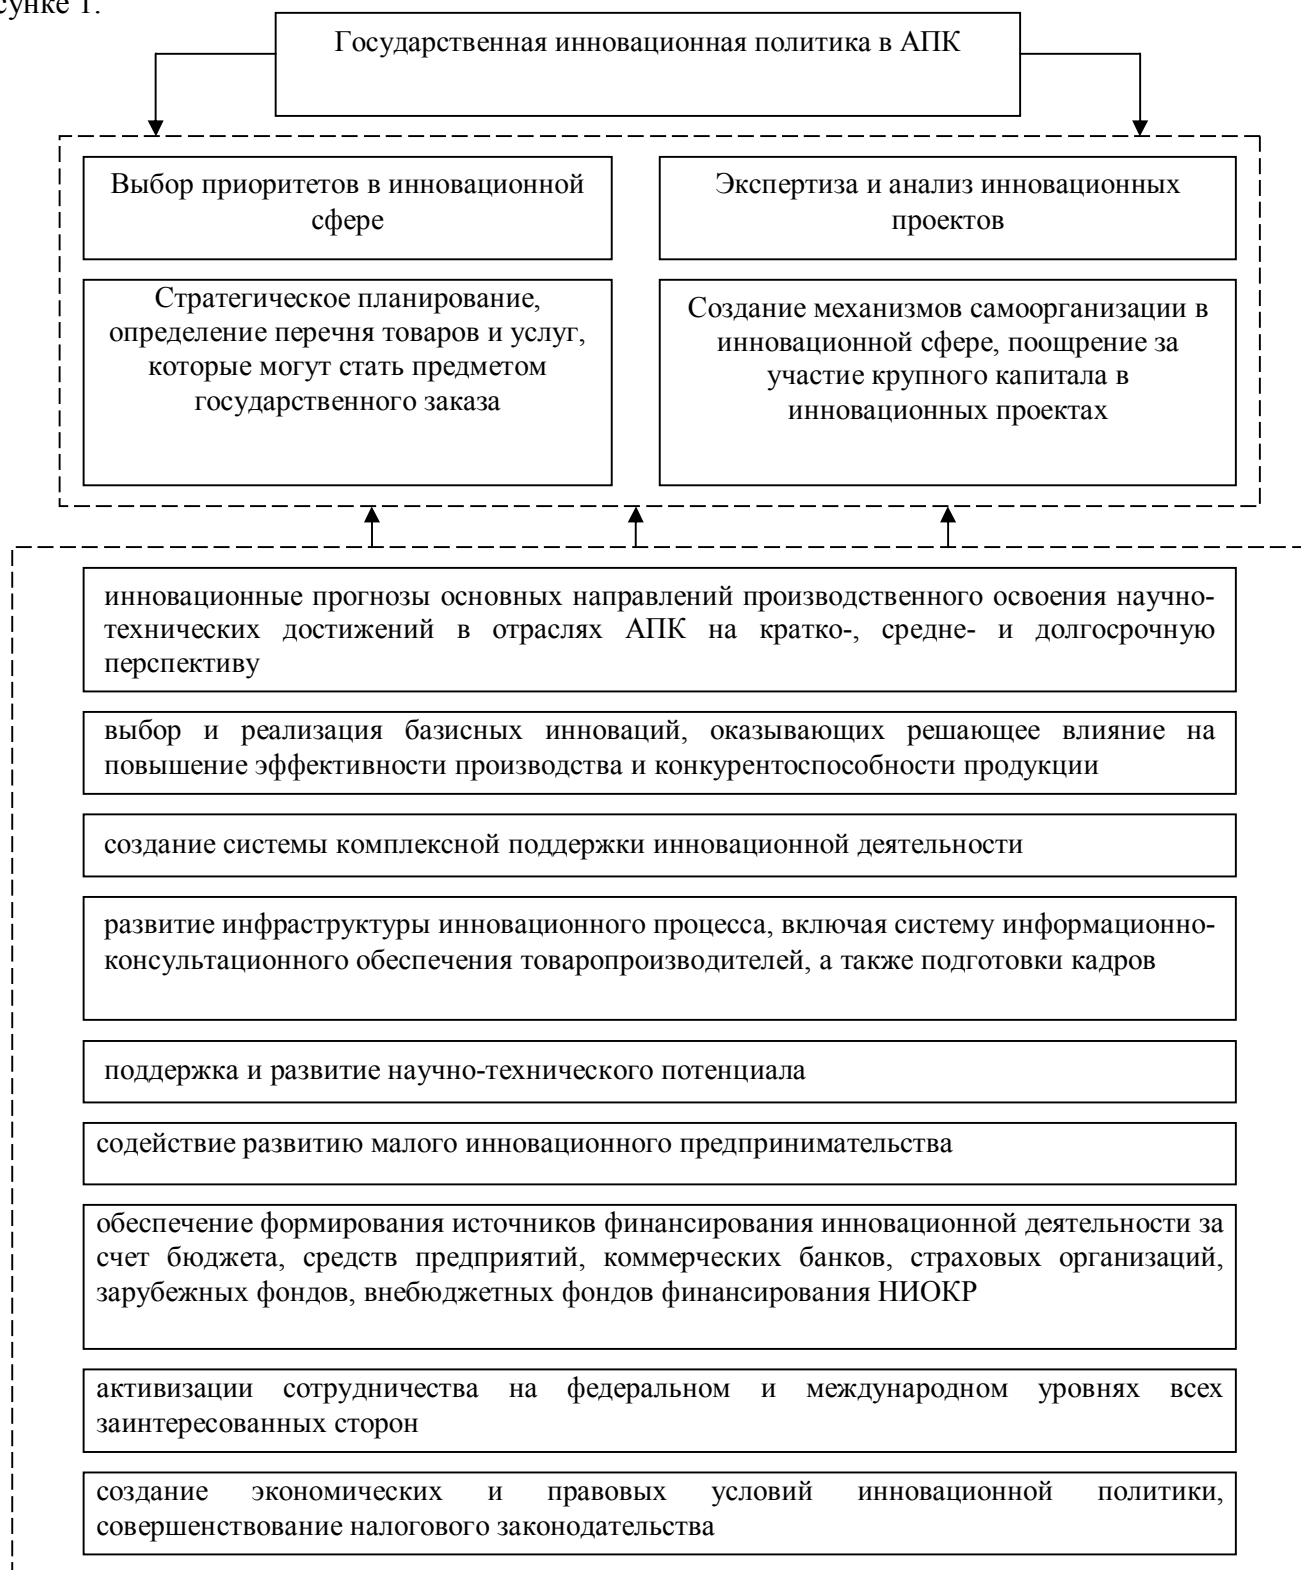 сунке 1.
Государственная инновационная политика в АПК
Выбор приоритетов в инновационной
сфере
Экспертиза и анализ инновационных
проектов
Стратегическое планирование,
определение перечня товаров и услуг,
которые могут стать предметом
государственного заказа
Создание механизмов самоорганизации в
инновационной сфере, поощрение за
участие крупного капитала в
инновационных проектах
инновационные прогнозы основных направлений производственного освоения научно-
технических достижений в отраслях АПК на кратко-, средне- и долгосрочную
перспективу
выбор и реализация базисных инноваций, оказывающих решающее влияние на
повышение эффективности производства и конкурентоспособности продукции
создание системы комплексной поддержки инновационной деятельности
развитие инфраструктуры инновационного процесса, включая систему информационно-
консультационного обеспечения товаропроизводителей, а также подготовки кадров
поддержка и развитие научно-технического потенциала
содействие развитию малого инновационного предпринимательства
обеспечение формирования источников финансирования инновационной деятельности за
счет бюджета, средств предприятий, коммерческих банков, страховых организаций,
зарубежных фондов, внебюджетных фондов финансирования НИОКР
активизации сотрудничества на федеральном и международном уровнях всех
заинтересованных сторон
создание экономических и правовых условий инновационной политики,
совершенствование налогового законодательства